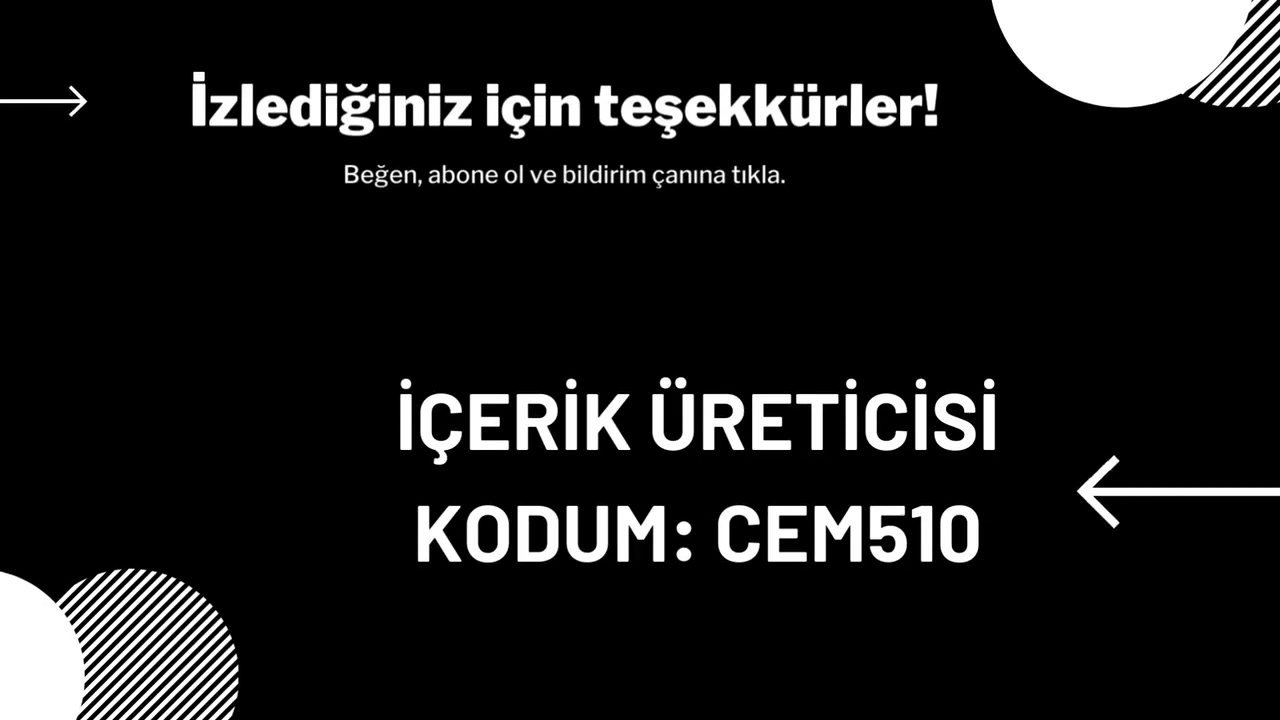 İzlediğiniz için teşekkürler!
Beğen, abone ol ve bildirim çanına tıkla.
İÇERİK ÜRETİCİSİ
KODUM: CEM510